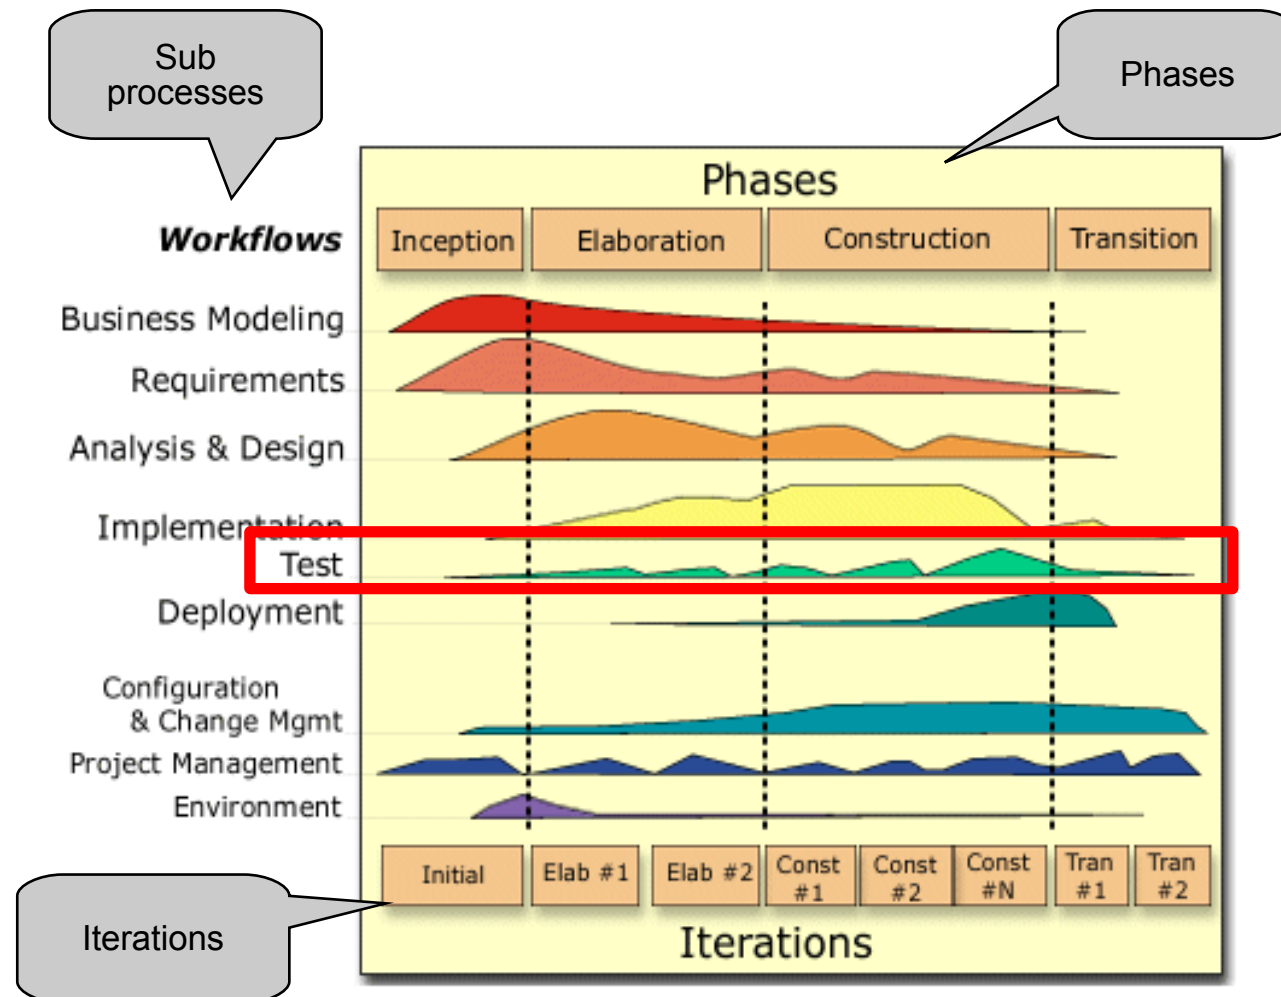 Sub
processes
Phases
Phases
Workflows
Inception
Elaboration
Construction
Transition
Business Modeling
Requirements
Analysis & Design
Implementation
Test
Deployment
Configuration
& Change Mgmt
Project Management
Environment
Initial
Elab #1
Elab #2
Const
#1
Const
#2
Const
#N
Tran
#1
Tran
#2
Iterations
Iterations